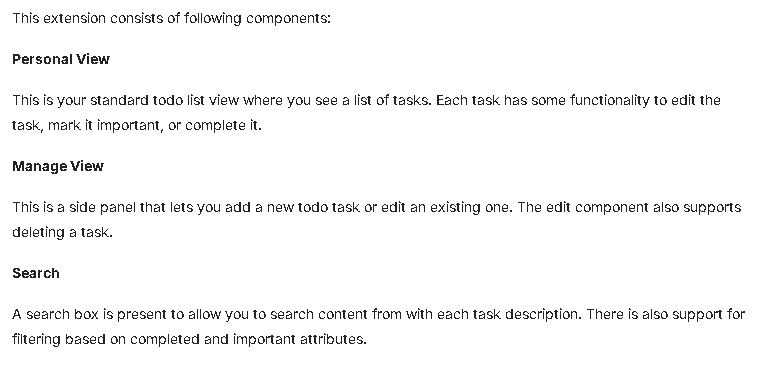 This extension consists of following components:
Personal View
This is your standard todo list view where you see a list of tasks. Each task has some functionality to edit the
task, mark it important, or complete it.
Manage View
This is a side panel that lets you add a new todo task or edit an existing one. The edit component also supports
deleting a task.
Search
A search box is present to allow you to search content from with each task description. There is also support for
filtering based on completed and important attributes.